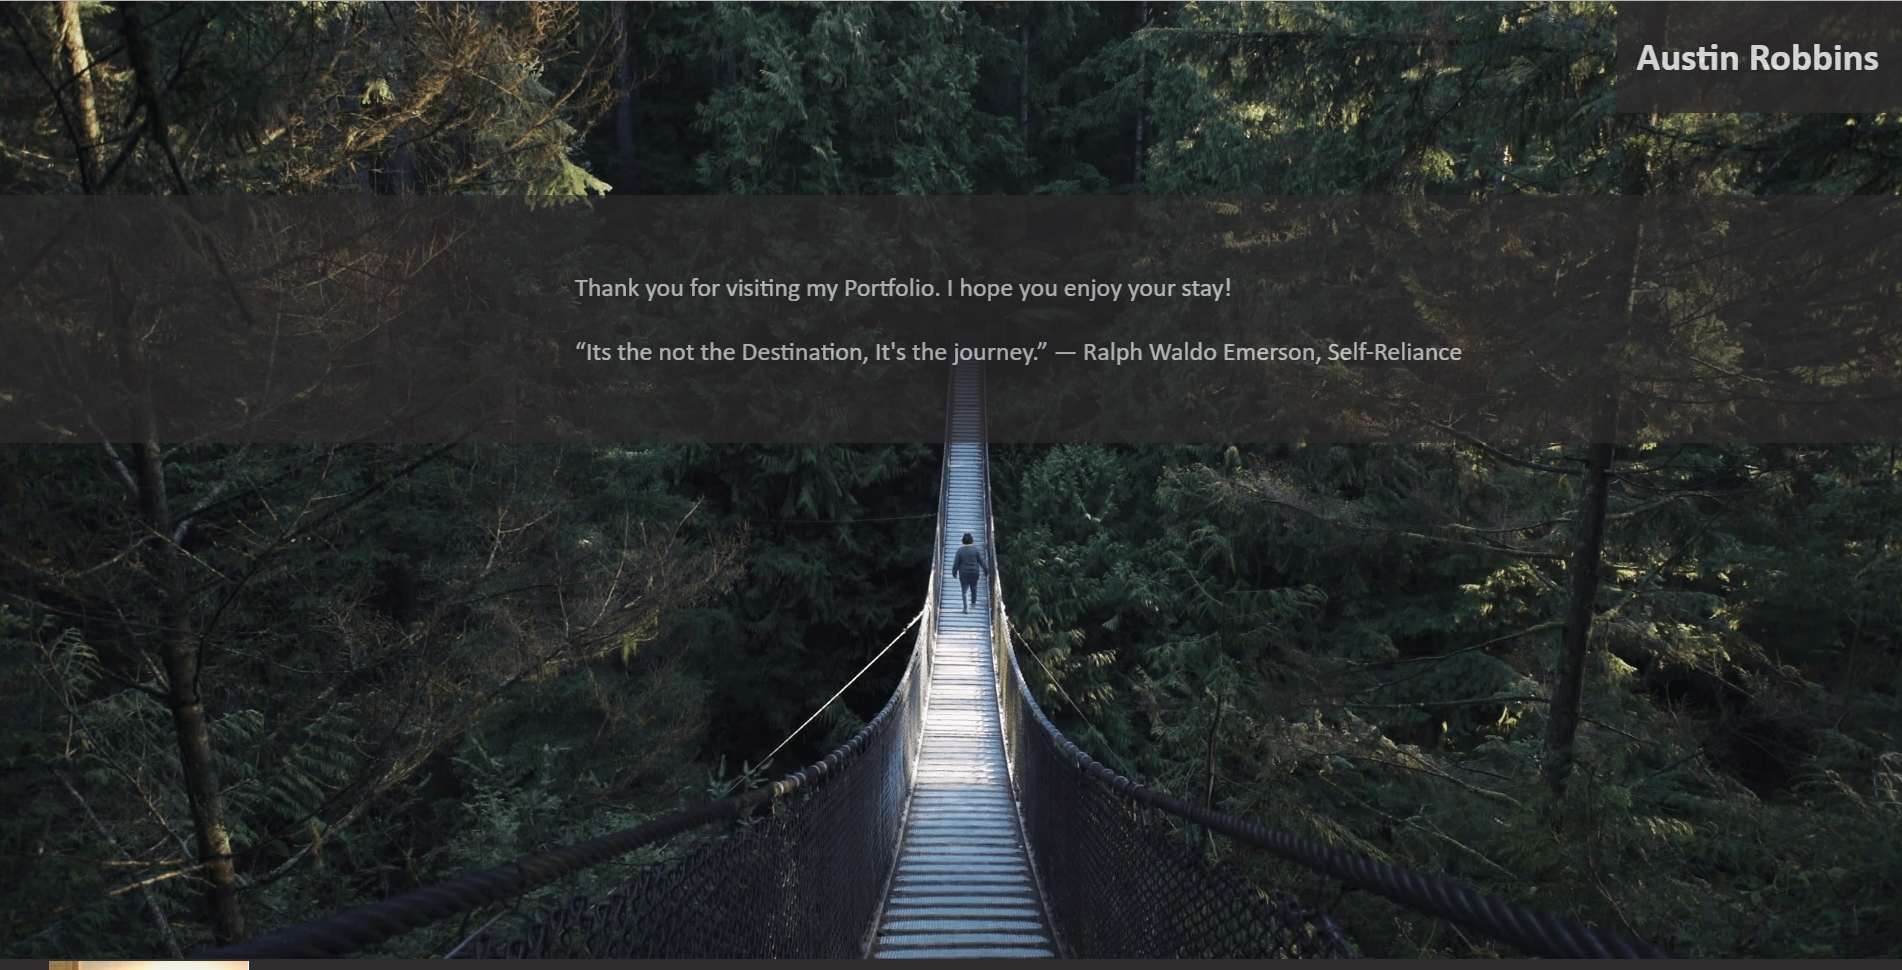 Austin Robbins
Thank you for visiting my Portfolio. I hope you enjoy your stay!
“Its the not the Destination, It's the journey.” — Ralph Waldo Emerson, Self-Reliance